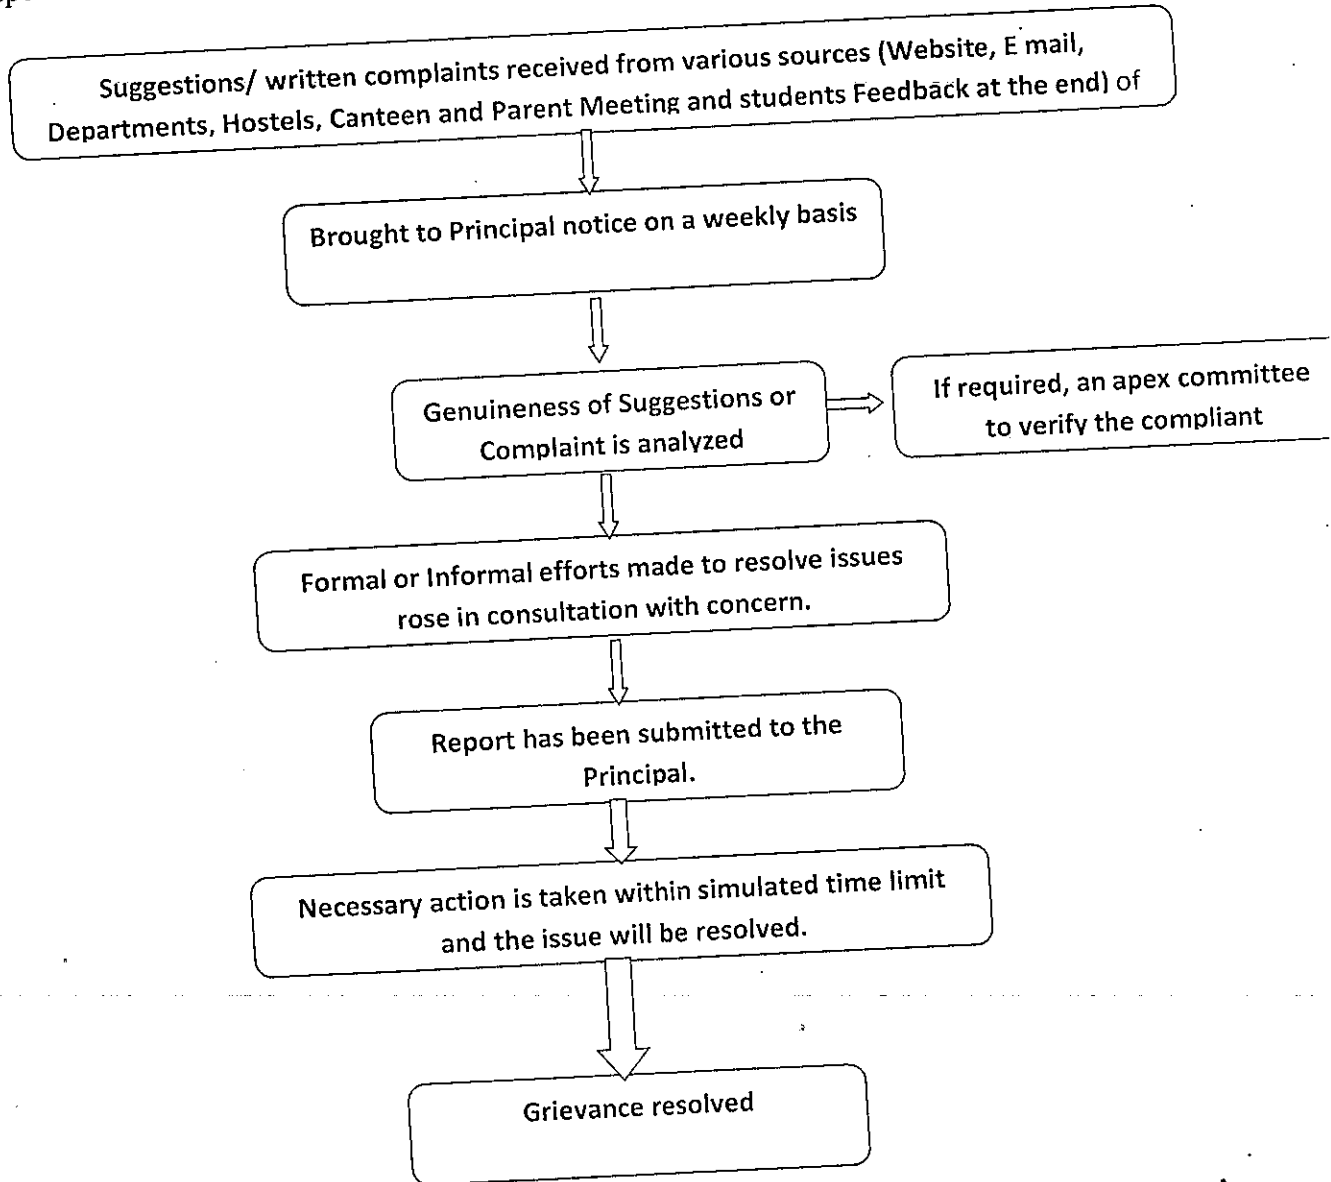 Suggestions/ written complaints received from various sources (Website, E mail,
Departments, Hostels, Canteen and Parent Meeting and students Feedback at the end) of
Brought to Principal notice on a weekly basis
Genuineness of Suggestions or
Complaint is analyzed
If required, an apex committee
to verify the compliant
Formal or Informal efforts made to resolve issues
rose in consultation with concern.
Report has been submitted to the
Principal.
Necessary action is taken within simulated time limit
and the issue will be resolved.
Grievance resolved